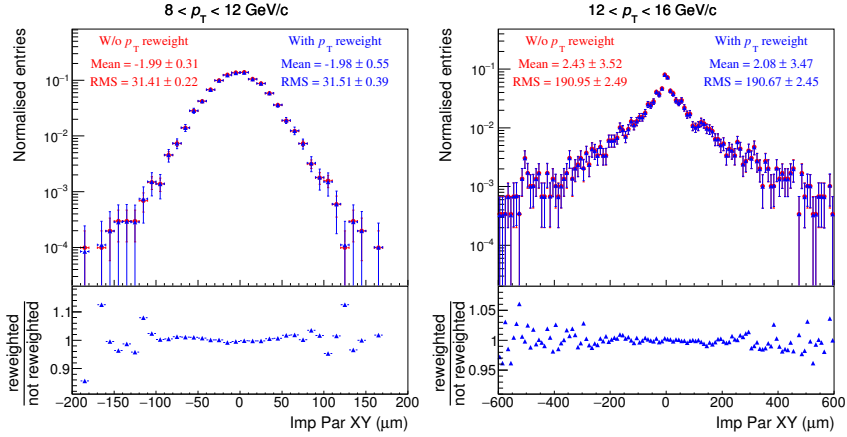 8 < p_T < 12 GeV/c
Normalised entries
W/o p_T reweight
Mean = -1.99 ± 0.31
RMS = 31.41 ± 0.22
With p_T reweight
Mean = -1.98 ± 0.55
RMS = 31.51 ± 0.39
10⁻¹
10⁻²
10⁻³
10⁻⁴
reweighted
not reweighted
1.1
1
0.9
−200 −150 −100 −50 0 50 100 150 200
Imp Par XY (μm)
12 < p_T < 16 GeV/c
Normalised entries
W/o p_T reweight
Mean = 2.43 ± 3.52
RMS = 190.95 ± 2.49
With p_T reweight
Mean = 2.08 ± 3.47
RMS = 190.67 ± 2.45
10⁻¹
10⁻²
10⁻³
10⁻⁴
reweighted
not reweighted
1.05
1
0.95
−600 −400 −200 0 200 400 600
Imp Par XY (μm)